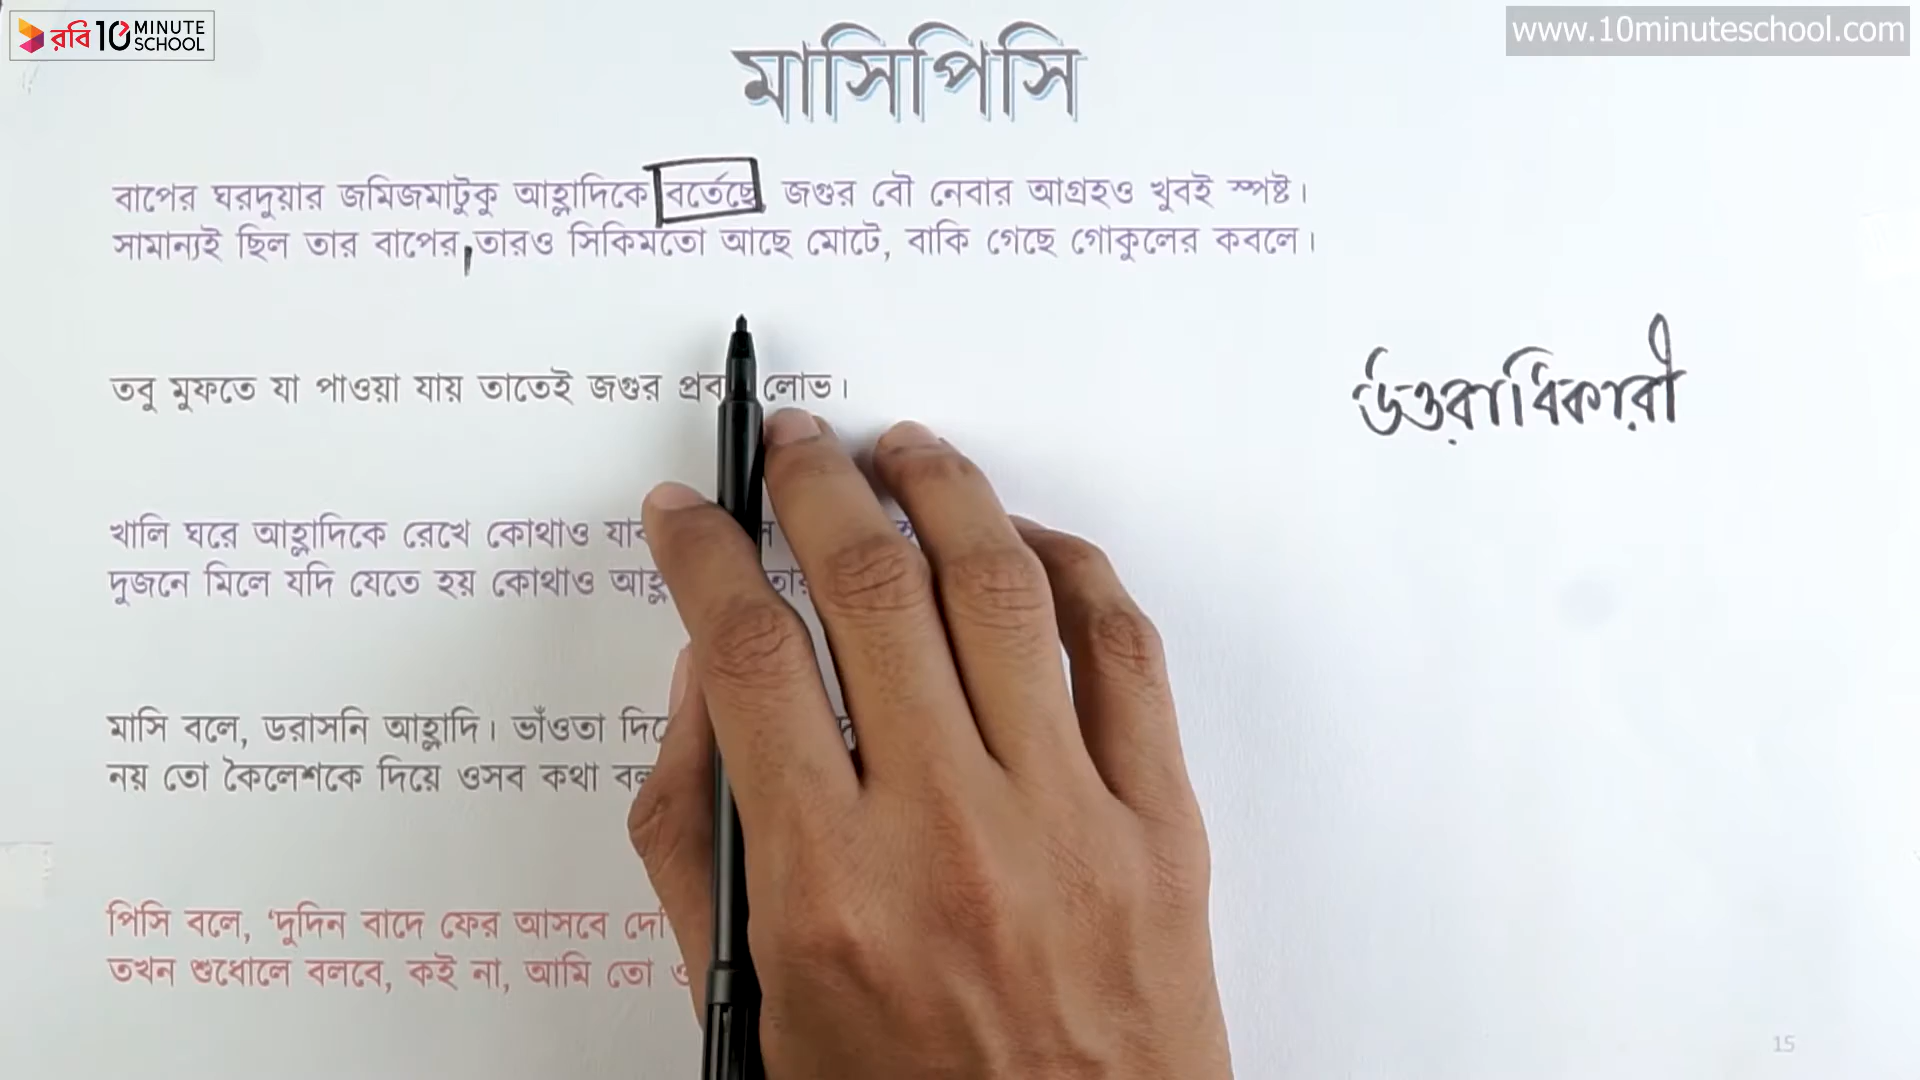 রবি 10 MINUTE SCHOOL
www.10minuteschool.com
মাসিপিসি
বাপের ঘরদুয়ার জমিজমাটুকু আহ্লাদিকে বর্তেছে জগুর বৌ নেবার আগ্রহও খুবই স্পষ্ট।
সামান্যই ছিল তার বাপের, তারও সিকিমতো আছে মোটে, বাকি গেছে গোকুলের কবলে।
উত্তরাধিকারী
তবু মুফতে যা পাওয়া যায় তাতেই জগুর লোভ।
খালি ঘরে আহ্লাদিকে রেখে কোথাও
দুজনে মিলে যদি যেতে হয় কোথাও
মাসি বলে, ডরাসনি আহ্লাদি। ভাঁওতা
নয় তো কৈলেশকে দিয়ে ওসব কথা
পিসি বলে, ‘দুদিন বাদে ফের আসবে
তখন শুধোলে বলবে, কই না, আমি তো
15